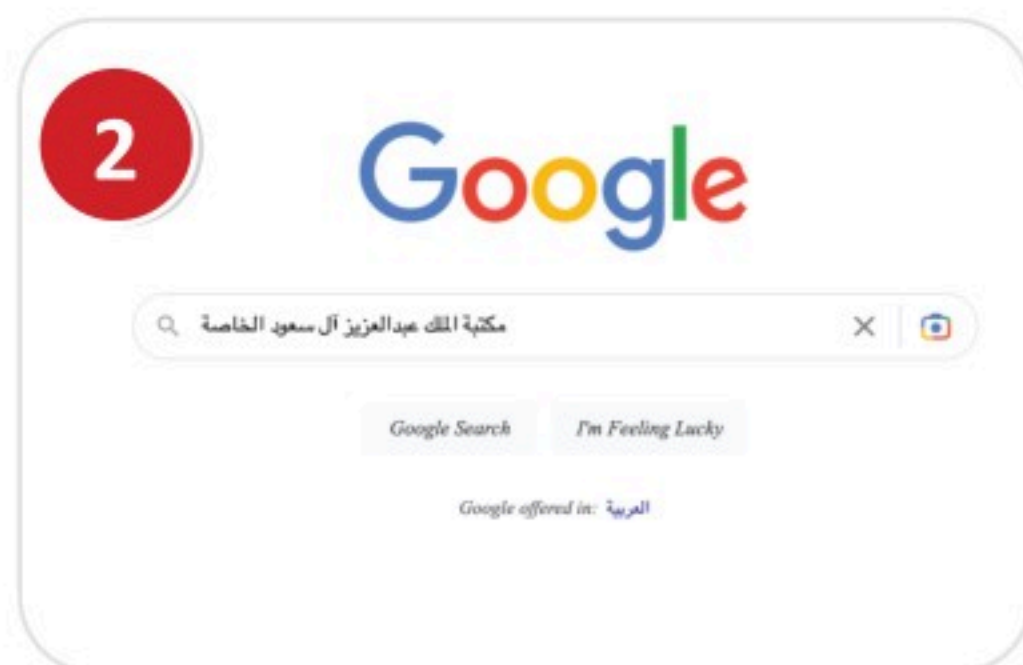 2
Google
مكتبة الملك عبدالعزيز آل سعود الخاصة
Google Search
I'm Feeling Lucky
Google offered in: العربية